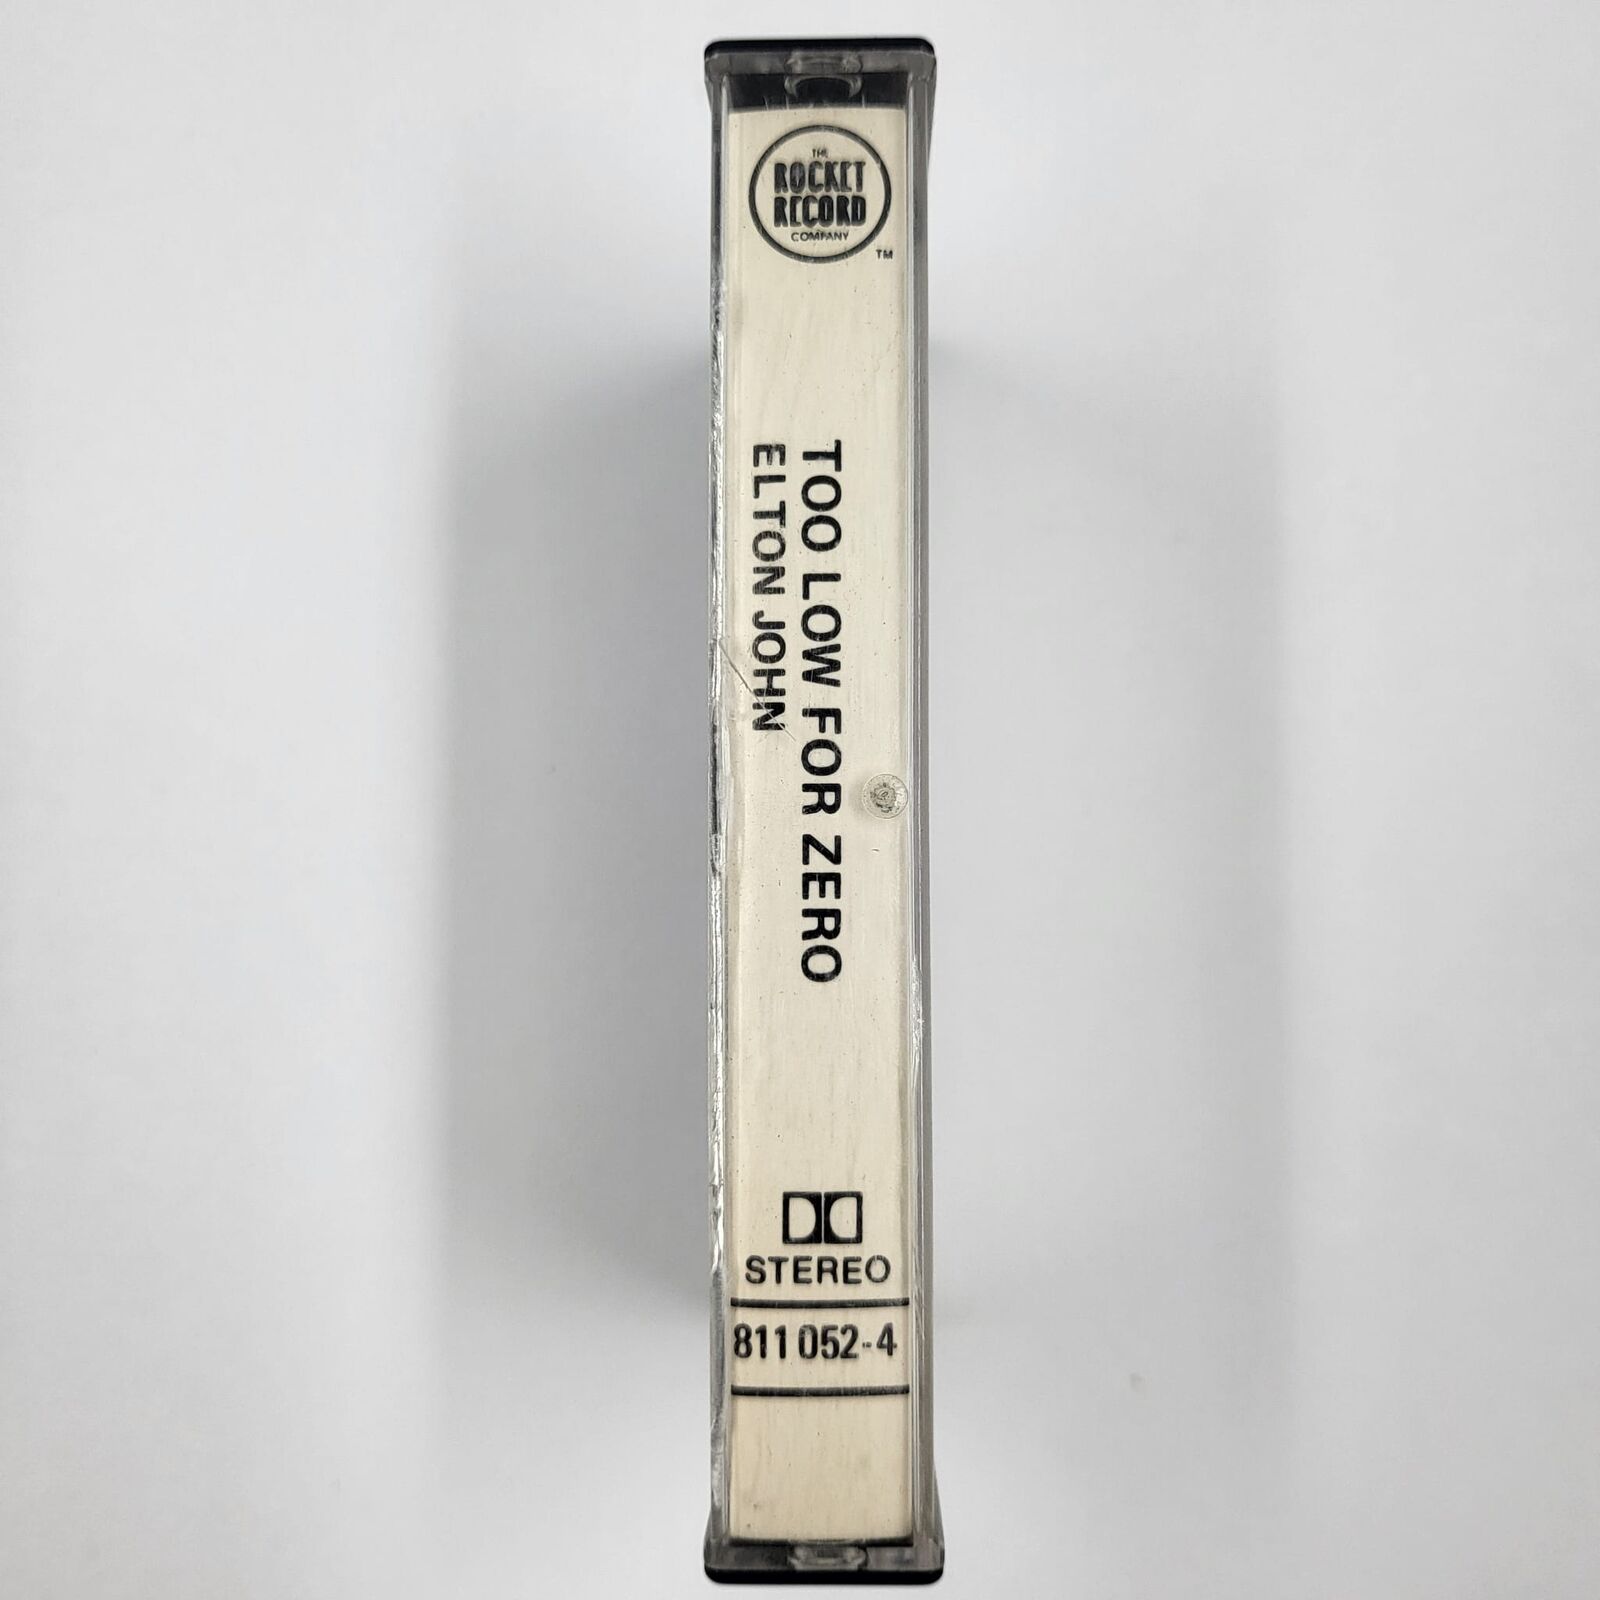 THE
ROCKET
RECORD
COMPANY
TM
TOO LOW FOR ZERO
ELTON JOHN
STEREO
811 052-4